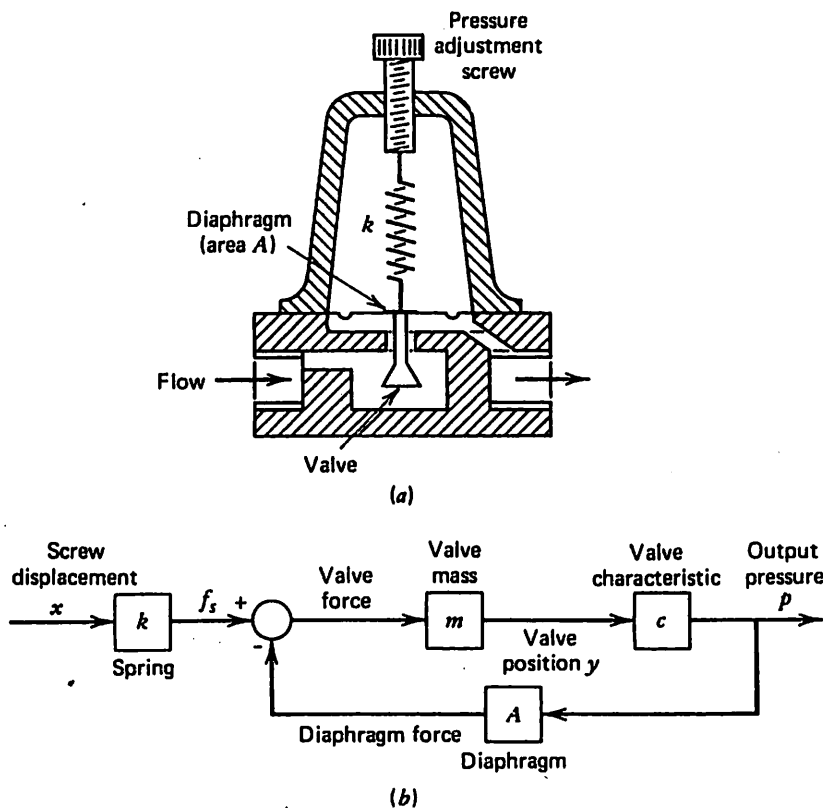 Pressure
adjustment
screw
Diaphragm
(area A)
k
Flow
Valve
(a)
Screw
displacement
x
k
Spring
f_s
+
-
Valve
force
Valve
mass
m
Valve
position y
Valve
characteristic
c
Output
pressure
p
A
Diaphragm
Diaphragm force
(b)